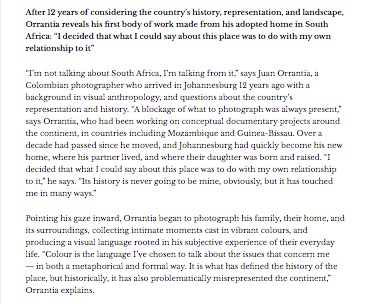 After 12 years of considering the country's history, representation, and landscape,
Orrantia reveals his first body of work made from his adopted home in South
Africa: "I decided that what I could say about this place was to do with my own
relationship to it"
"I'm not talking about South Africa, I'm talking from it," says Juan Orrantia, a
Colombian photographer who arrived in Johannesburg 12 years ago with a
background in visual anthropology, and questions about the country's
representation and history. "A blockage of what to photograph was always present,"
says Orrantia, who had been working on conceptual documentary projects around
the continent, in countries including Mozambique and Guinea-Bissau. Over a
decade had passed since he moved, and Johannesburg had quickly become his new
home, where his partner lived, and where their daughter was born and raised. "I
decided that what I could say about this place was to do with my own relationship
to it," he says. "Its history is never going to be mine, obviously, but it has touched
me in many ways."
Pointing his gaze inward, Orrantia began to photograph his family, their home, and
its surroundings, collecting intimate moments cast in vibrant colours, and
producing a visual language rooted in his subjective experience of their everyday
life. "Colour is the language I've chosen to talk about the issues that concern me
— in both a metaphorical and formal way. It is what has defined the history of the
place, but historically, it has also problematically misrepresented the continent,"
Orrantia explains.